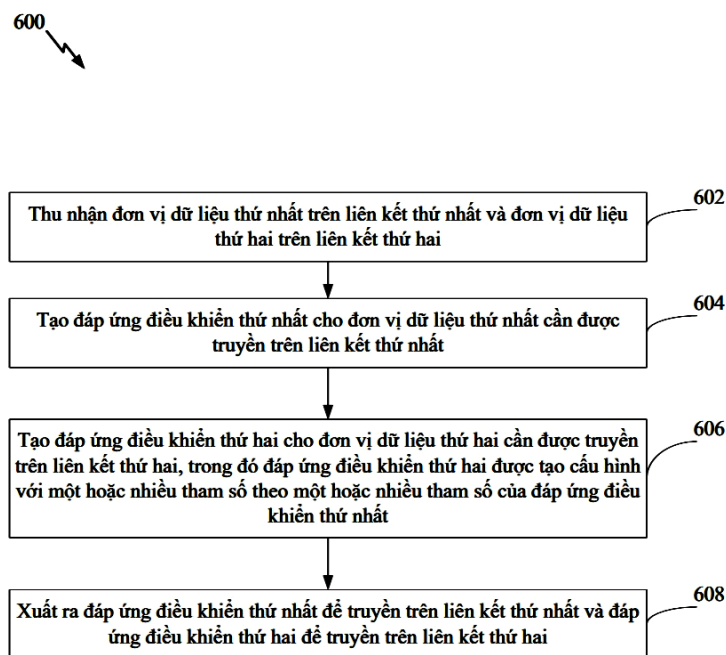 600
602
Thu nhận đơn vị dữ liệu thứ nhất trên liên kết thứ nhất và đơn vị dữ liệu
thứ hai trên liên kết thứ hai
604
Tạo đáp ứng điều khiển thứ nhất cho đơn vị dữ liệu thứ nhất cần được
truyền trên liên kết thứ nhất
606
Tạo đáp ứng điều khiển thứ hai cho đơn vị dữ liệu thứ hai cần được truyền
trên liên kết thứ hai, trong đó đáp ứng điều khiển thứ hai được tạo cấu hình
với một hoặc nhiều tham số theo một hoặc nhiều tham số của đáp ứng điều
khiển thứ nhất
608
Xuất ra đáp ứng điều khiển thứ nhất để truyền trên liên kết thứ nhất và đáp
ứng điều khiển thứ hai để truyền trên liên kết thứ hai